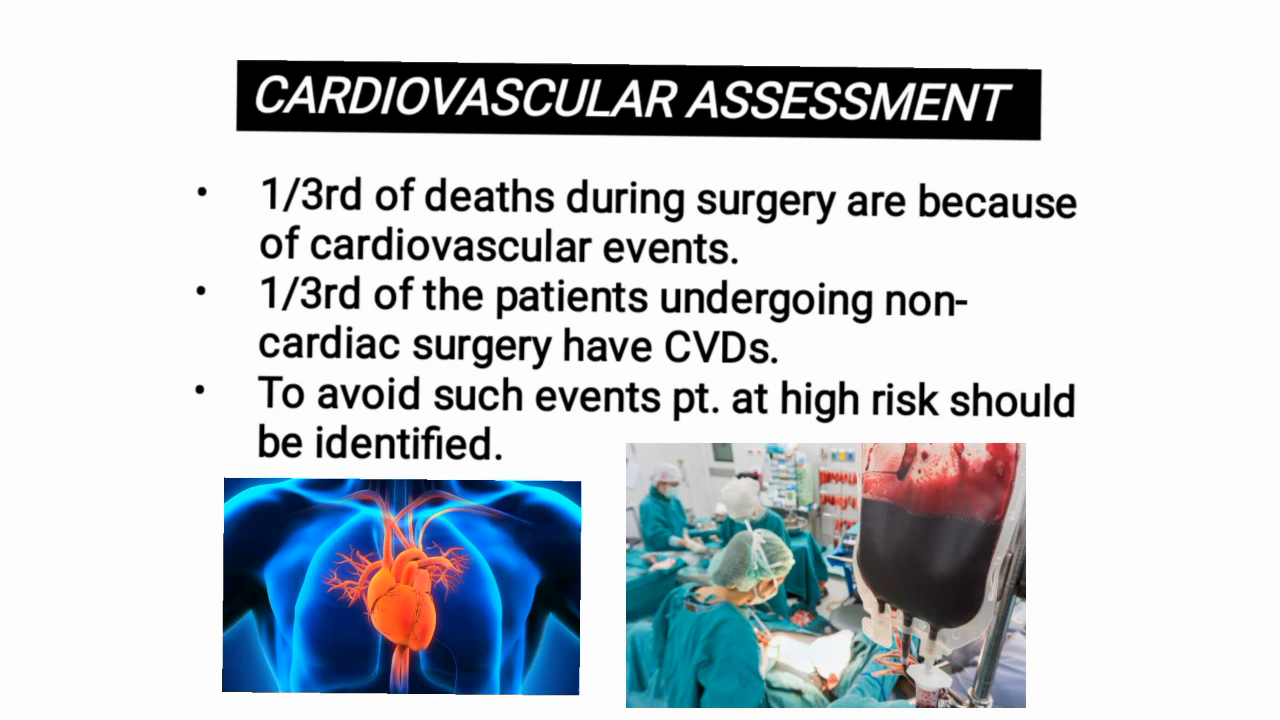 CARDIOVASCULAR ASSESSMENT
• 1/3rd of deaths during surgery are because
of cardiovascular events.
• 1/3rd of the patients undergoing non-
cardiac surgery have CVDs.
• To avoid such events pt. at high risk should
be identified.